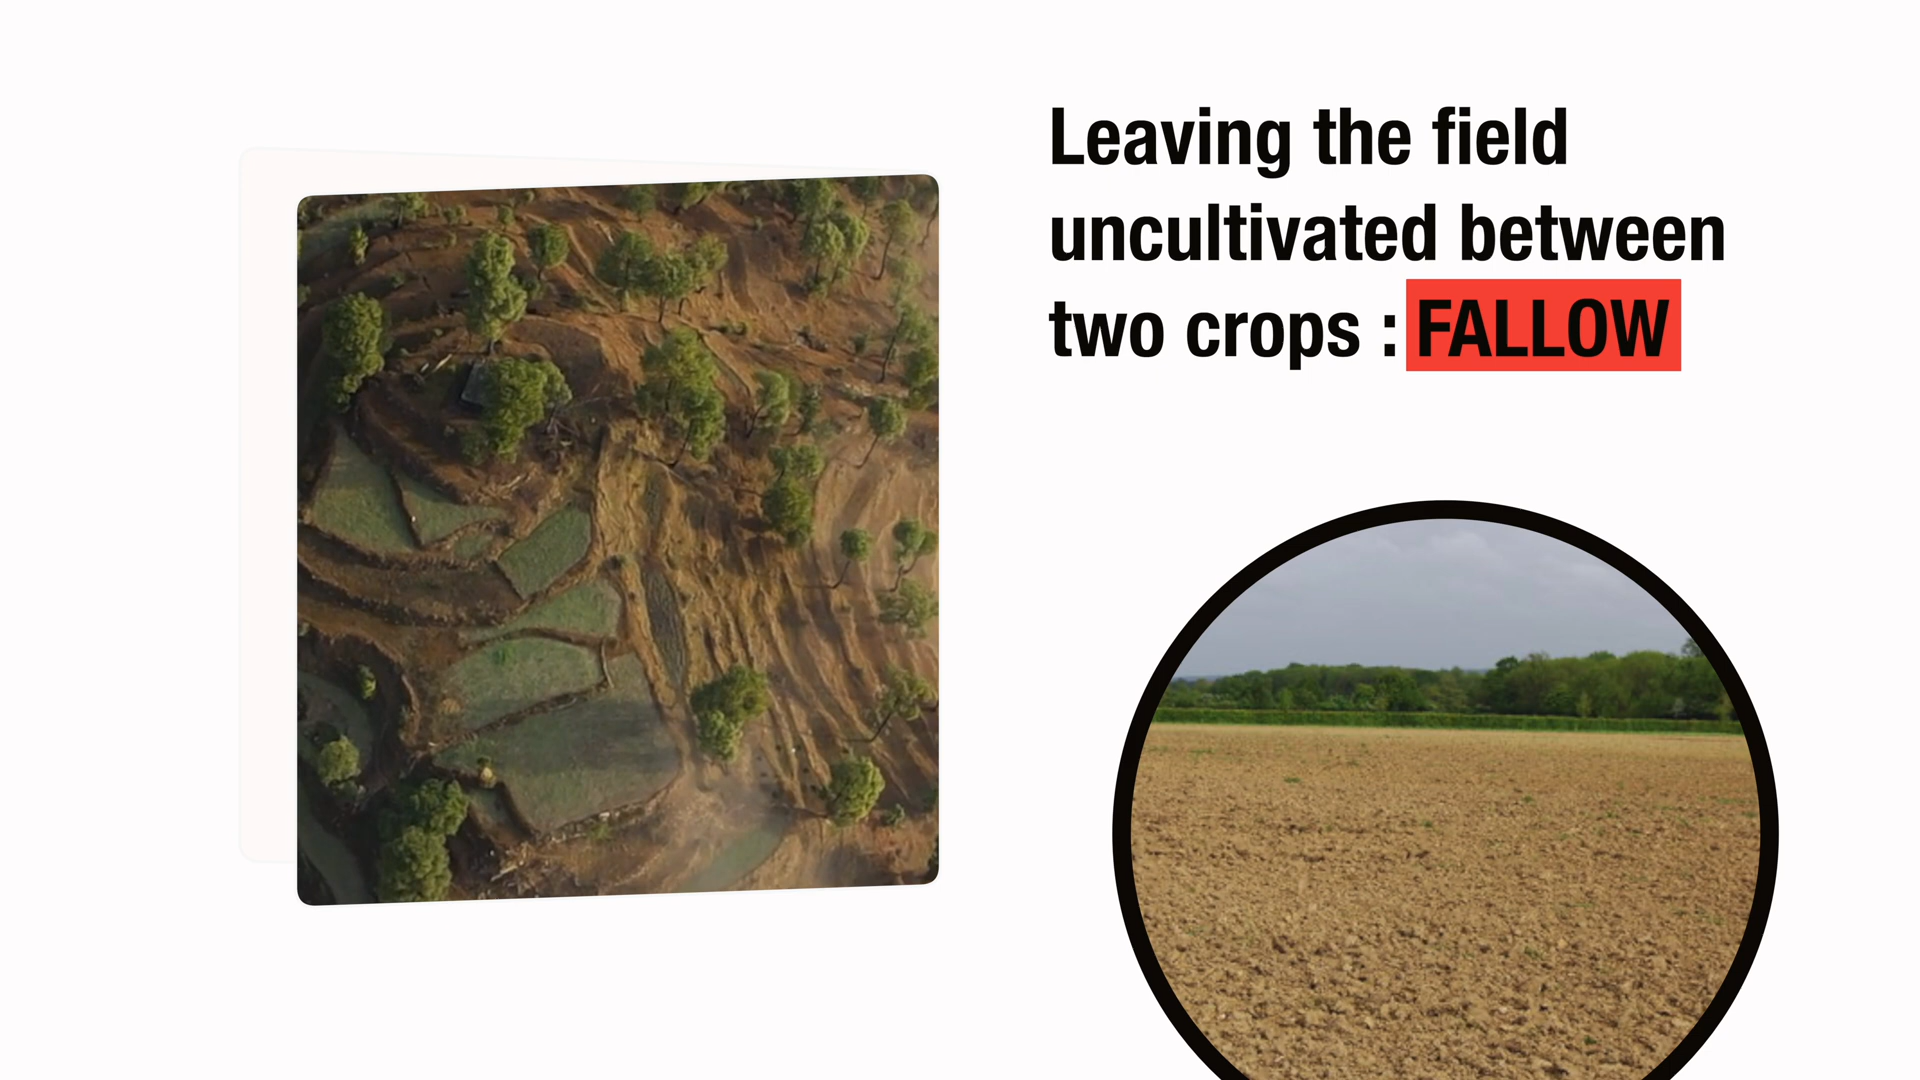 Leaving the field
uncultivated between
two crops : FALLOW